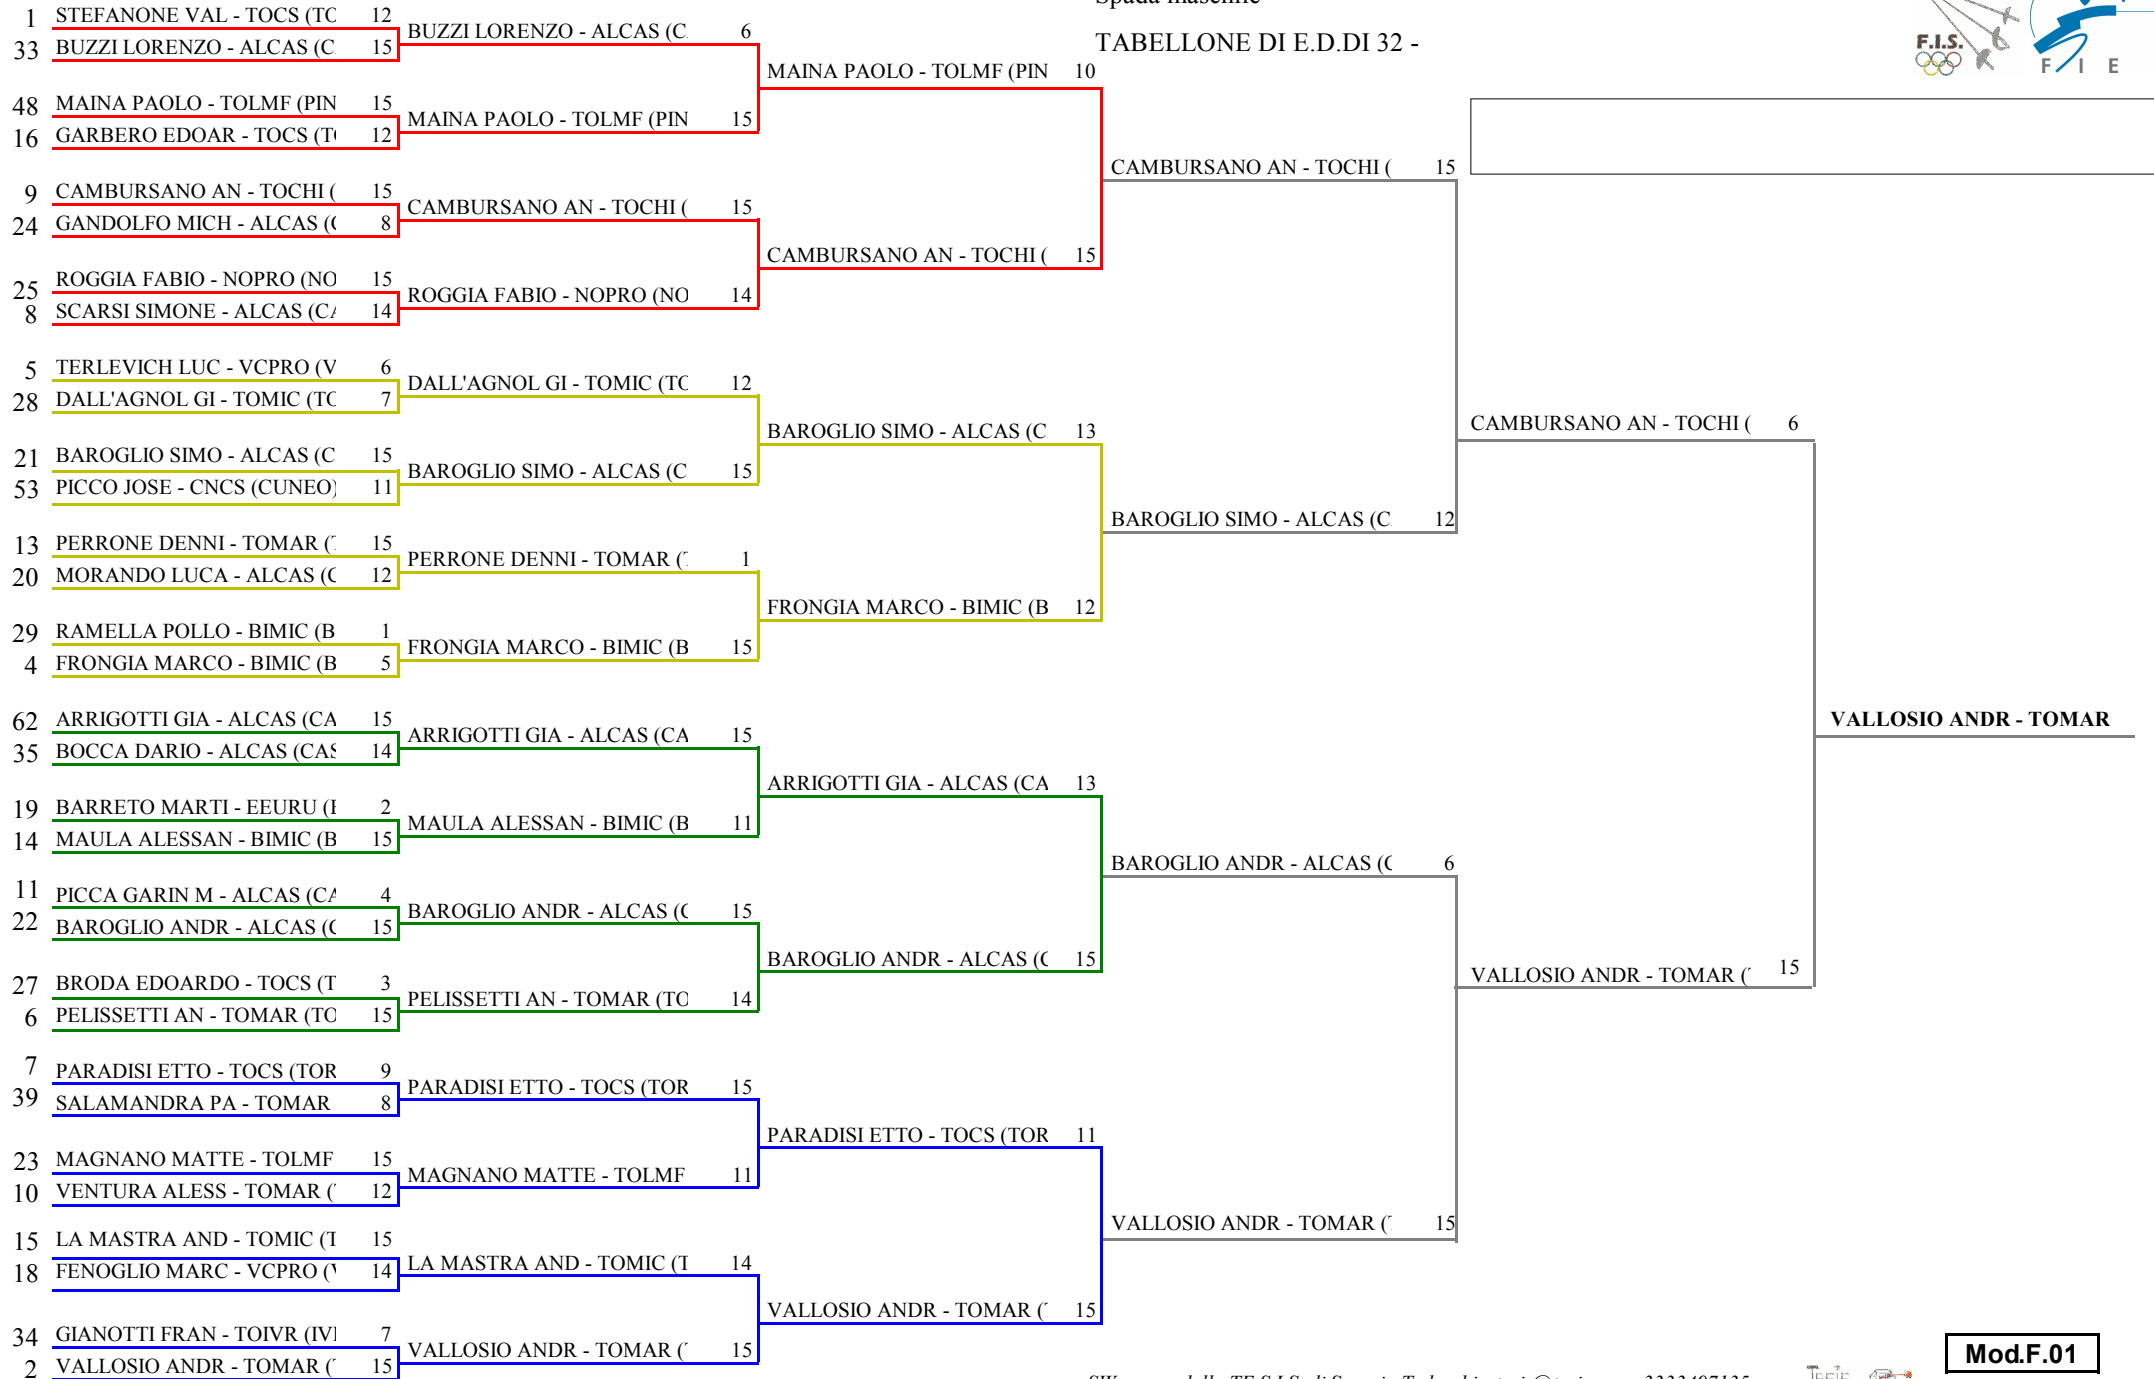 Spada maschile
TABELLONE DI E.D.DI 32 -
F.I.S.
F I E
1 STEFANONE VAL - TOCS (TO 12
33 BUZZI LORENZO - ALCAS (C 15
48 MAINA PAOLO - TOLMF (PIN 15
16 GARBERO EDOAR - TOCS (TO 12
9 CAMBURSANO AN - TOCHI ( 15
24 GANDOLFO MICH - ALCAS (C 8
25 ROGGIA FABIO - NOPRO (NO 15
8 SCARSI SIMONE - ALCAS (CA 14
5 TERLEVICH LUC - VCPRO (V 6
28 DALL'AGNOL GI - TOMIC (TO 7
21 BAROGLIO SIMO - ALCAS (C 15
53 PICCO JOSE - CNCS (CUNEO) 11
13 PERRONE DENNI - TOMAR (T 15
20 MORANDO LUCA - ALCAS (C 12
29 RAMELLA POLLO - BIMIC (B 1
4 FRONGIA MARCO - BIMIC (B 5
62 ARRIGOTTI GIA - ALCAS (CA 15
35 BOCCA DARIO - ALCAS (CAS 14
19 BARRETO MARTI - EEURU (E 2
14 MAULA ALESSAN - BIMIC (B 15
11 PICCA GARIN M - ALCAS (CA 4
22 BAROGLIO ANDR - ALCAS (C 15
27 BRODA EDOARDO - TOCS (T 3
6 PELISSETTI AN - TOMAR (TO 15
7 PARADISI ETTO - TOCS (TOR 9
39 SALAMANDRA PA - TOMAR 8
23 MAGNANO MATTE - TOLMF 15
10 VENTURA ALESS - TOMAR (T 12
15 LA MASTRA AND - TOMIC (T 15
18 FENOGLIO MARC - VCPRO (V 14
34 GIANOTTI FRAN - TOIVR (IVI 7
2 VALLOSIO ANDR - TOMAR (T 15
BUZZI LORENZO - ALCAS (C 6
MAINA PAOLO - TOLMF (PIN 15
CAMBURSANO AN - TOCHI ( 15
ROGGIA FABIO - NOPRO (NO 14
DALL'AGNOL GI - TOMIC (TO 12
BAROGLIO SIMO - ALCAS (C 15
PERRONE DENNI - TOMAR (T 1
FRONGIA MARCO - BIMIC (B 15
ARRIGOTTI GIA - ALCAS (CA 15
MAULA ALESSAN - BIMIC (B 11
BAROGLIO ANDR - ALCAS (C 15
PELISSETTI AN - TOMAR (TO 14
PARADISI ETTO - TOCS (TOR 15
MAGNANO MATTE - TOLMF 11
LA MASTRA AND - TOMIC (T 14
VALLOSIO ANDR - TOMAR (T 15
MAINA PAOLO - TOLMF (PIN 10
CAMBURSANO AN - TOCHI ( 15
BAROGLIO SIMO - ALCAS (C 13
FRONGIA MARCO - BIMIC (B 12
ARRIGOTTI GIA - ALCAS (CA 13
BAROGLIO ANDR - ALCAS (C 15
PARADISI ETTO - TOCS (TOR 11
VALLOSIO ANDR - TOMAR (T 15
CAMBURSANO AN - TOCHI ( 15
BAROGLIO SIMO - ALCAS (C 12
BAROGLIO ANDR - ALCAS (C 6
VALLOSIO ANDR - TOMAR (T 15
CAMBURSANO AN - TOCHI ( 6
VALLOSIO ANDR - TOMAR (T 15
VALLOSIO ANDR - TOMAR
Mod.F.01